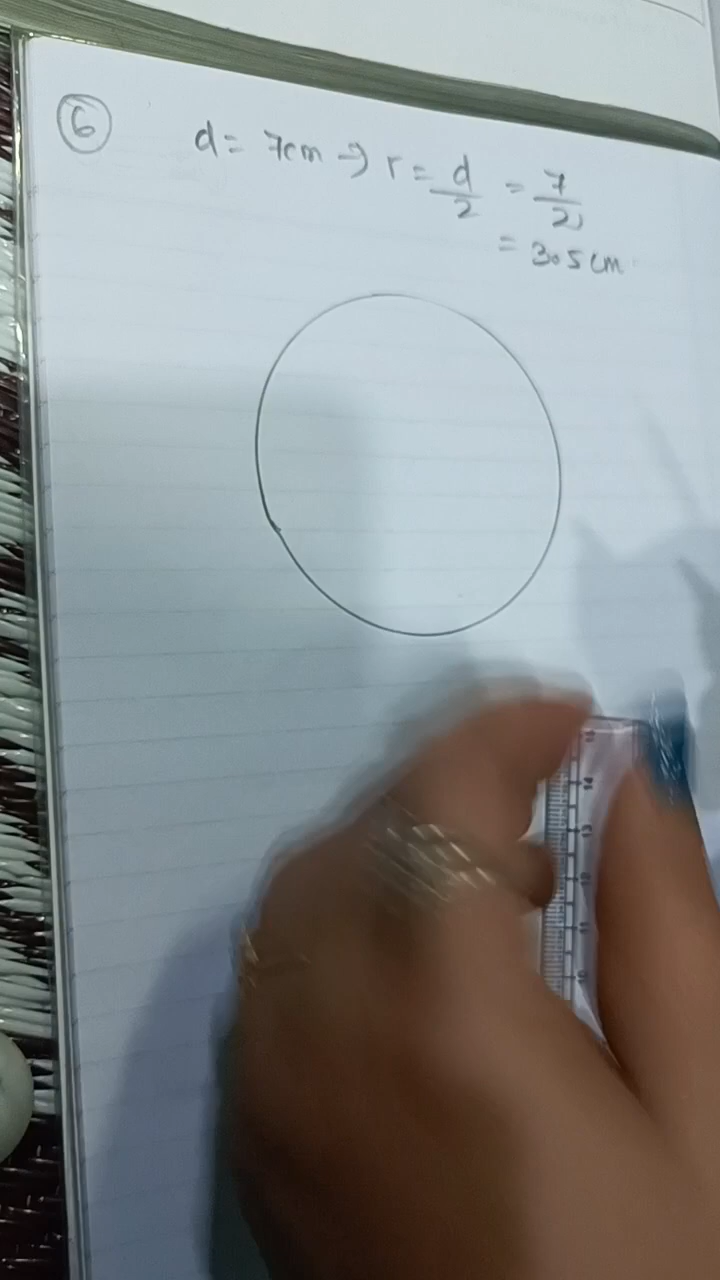 6 d = 7cm ⇒ r = d/2 = 7/2
= 3.5 cm